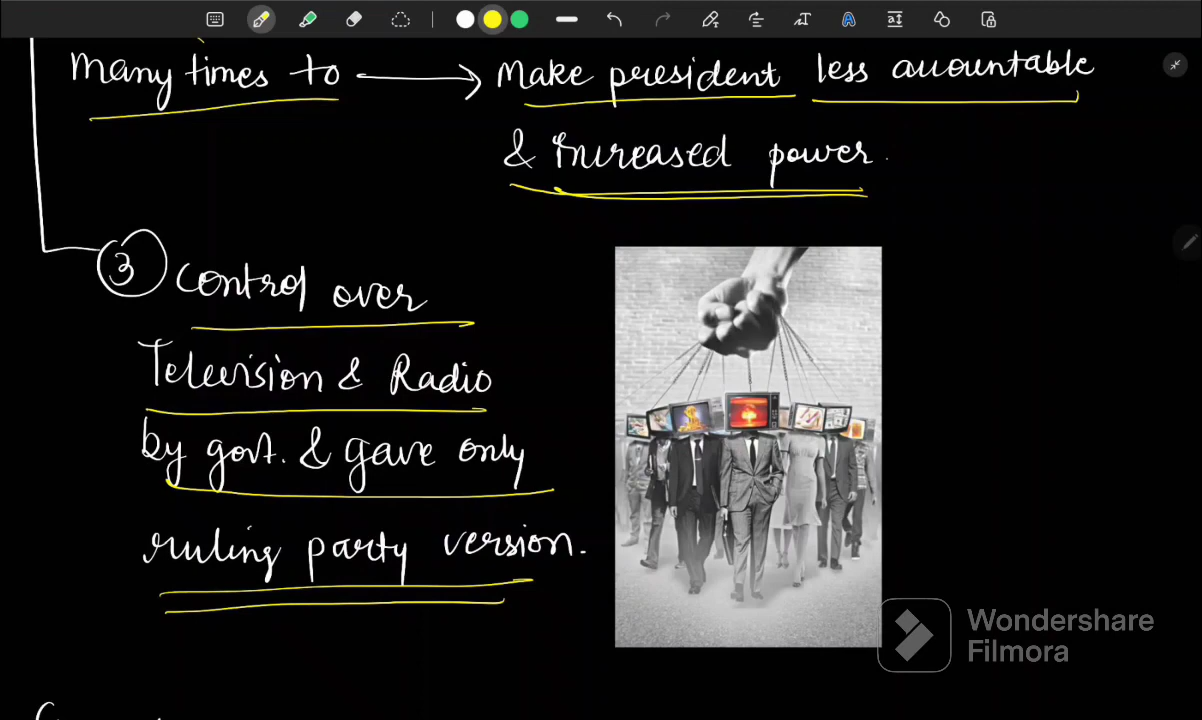 Many times to → Make president less accountable
& increased power.
③ Control over
Television & Radio
by govt. & gave only
ruling party version.
Wondershare
Filmora